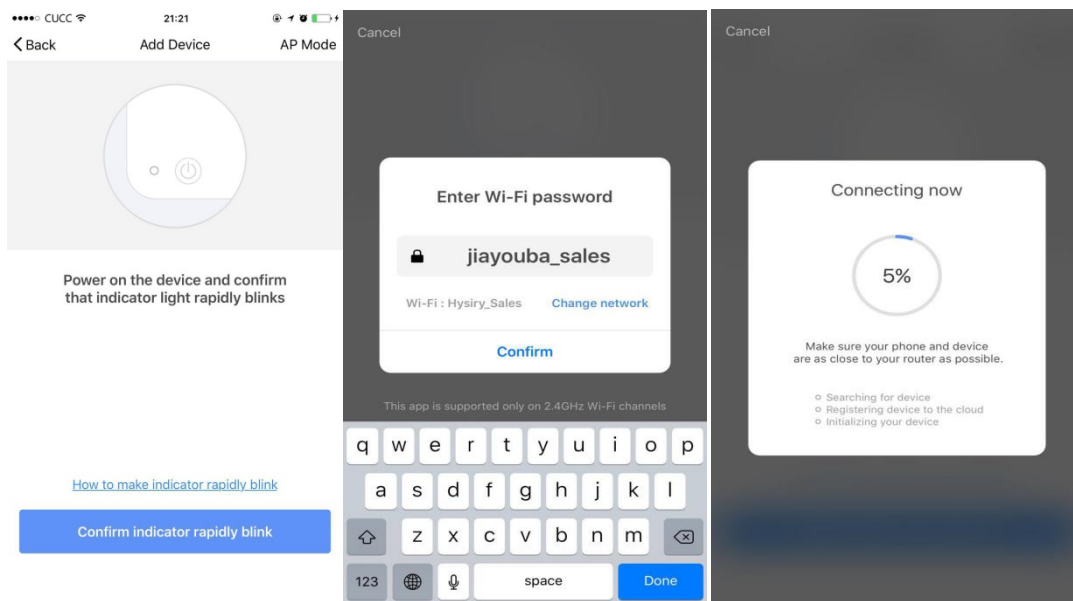 CUCC
21:21
Back
Add Device
AP Mode
Power on the device and confirm
that indicator light rapidly blinks
How to make indicator rapidly blink
Confirm indicator rapidly blink
Cancel
Enter Wi-Fi password
jiayouba_sales
Wi-Fi : Hysiry_Sales
Change network
Confirm
This app is supported only on 2.4GHz Wi-Fi channels
q w e r t y u i o p
a s d f g h j k l
z x c v b n m
123
space
Done
Cancel
Connecting now
5%
Make sure your phone and device
are as close to your router as possible.
Searching for device
Registering device to the cloud
Initializing your device